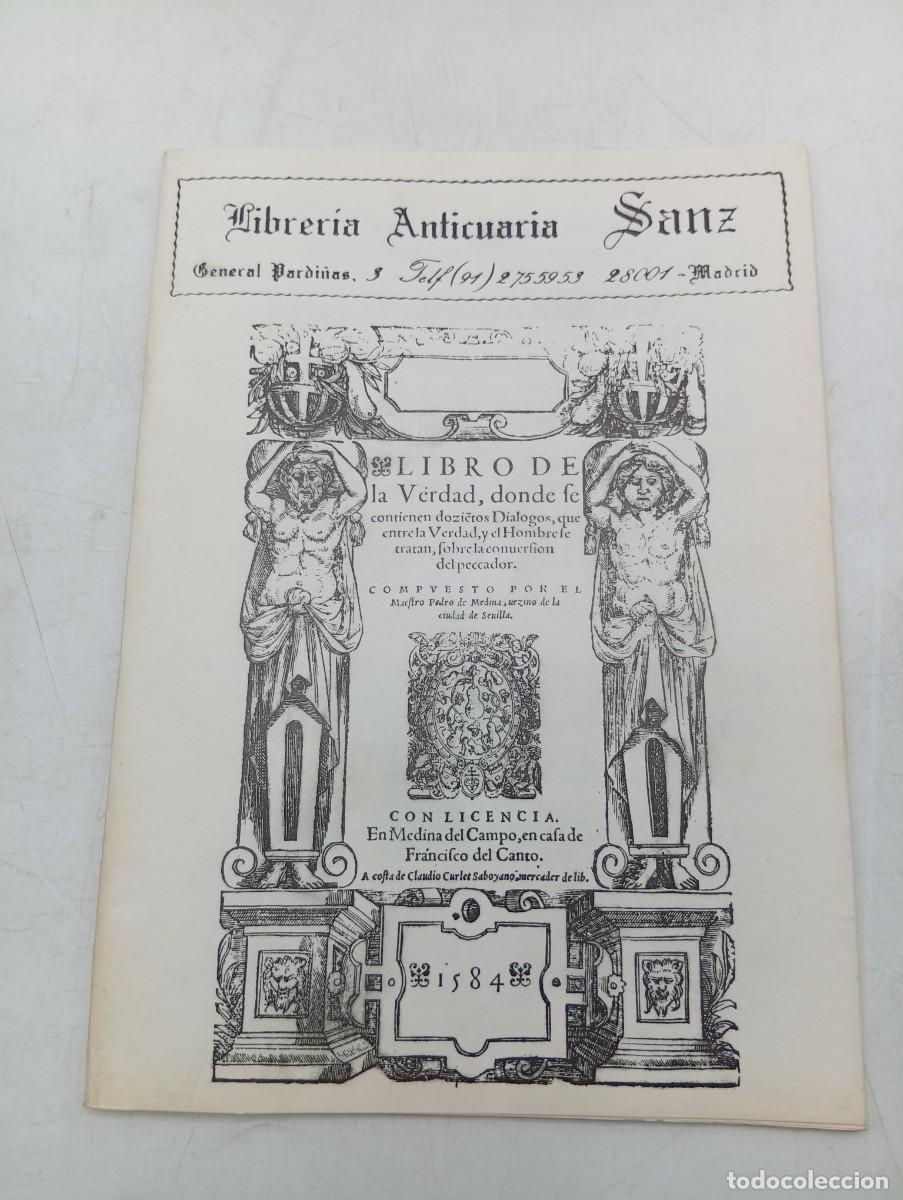 Librería Anticuaria Sanz
General Pardiñas. 3 Telf (91) 2755953 28001 - Madrid
LIBRO DE
la Verdad, donde ſe
contienen doziẽtos Dialogos, que
entre la Verdad, y el Hombre ſe
tratan, ſobre la conuerſion
del peccador.
COMPVESTO POR EL
Maeſtro Pedro de Medina, vezino de la
ciudad de Seuilla.
CON LICENCIA.
En Medina del Campo, en caſa de
Franciſco del Canto.
A coſta de Claudio Curlet Saboyano, mercader de lib.
1584
todocoleccion